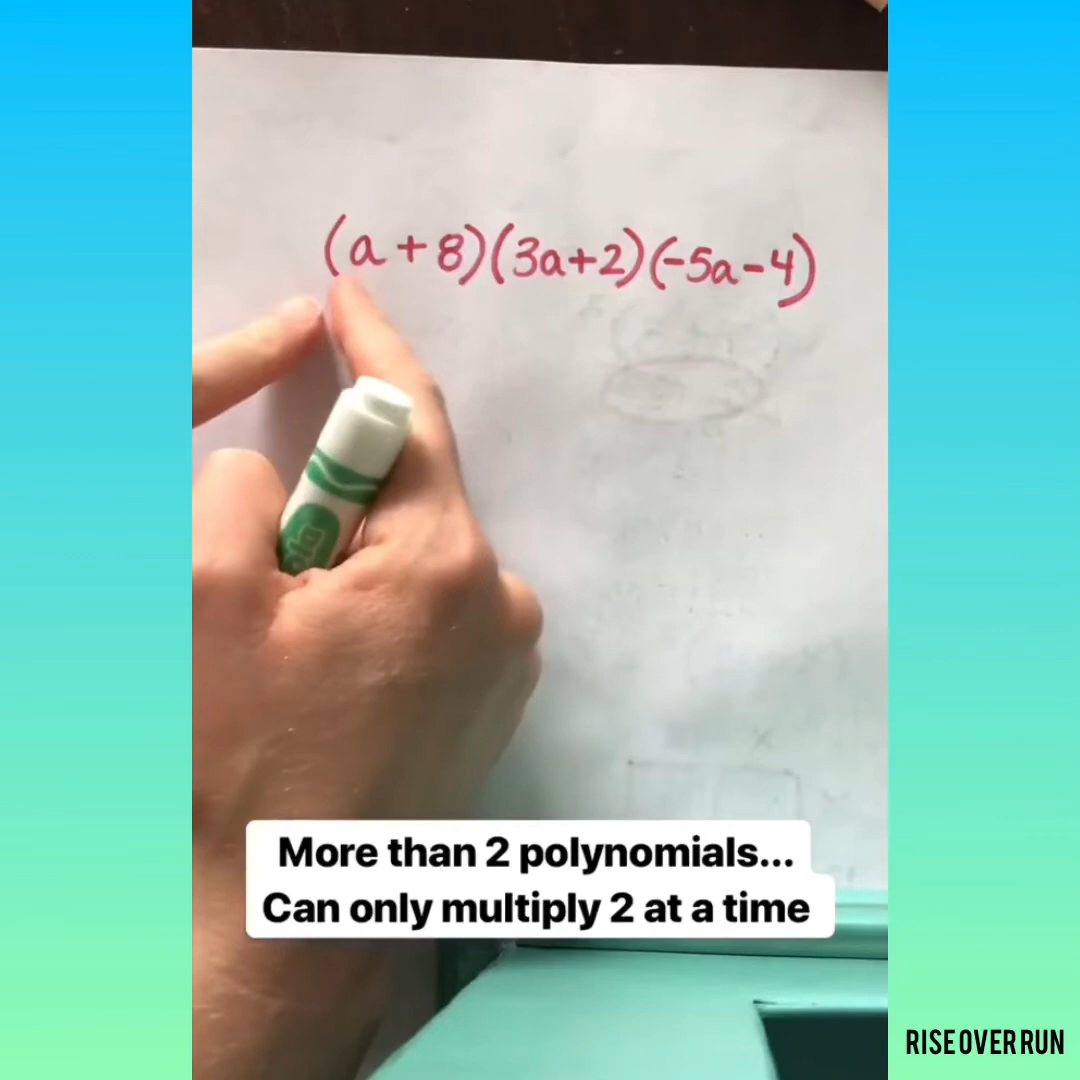 (a + 8)(3a+2)(-5a-4)
More than 2 polynomials...
Can only multiply 2 at a time
RISE OVER RUN